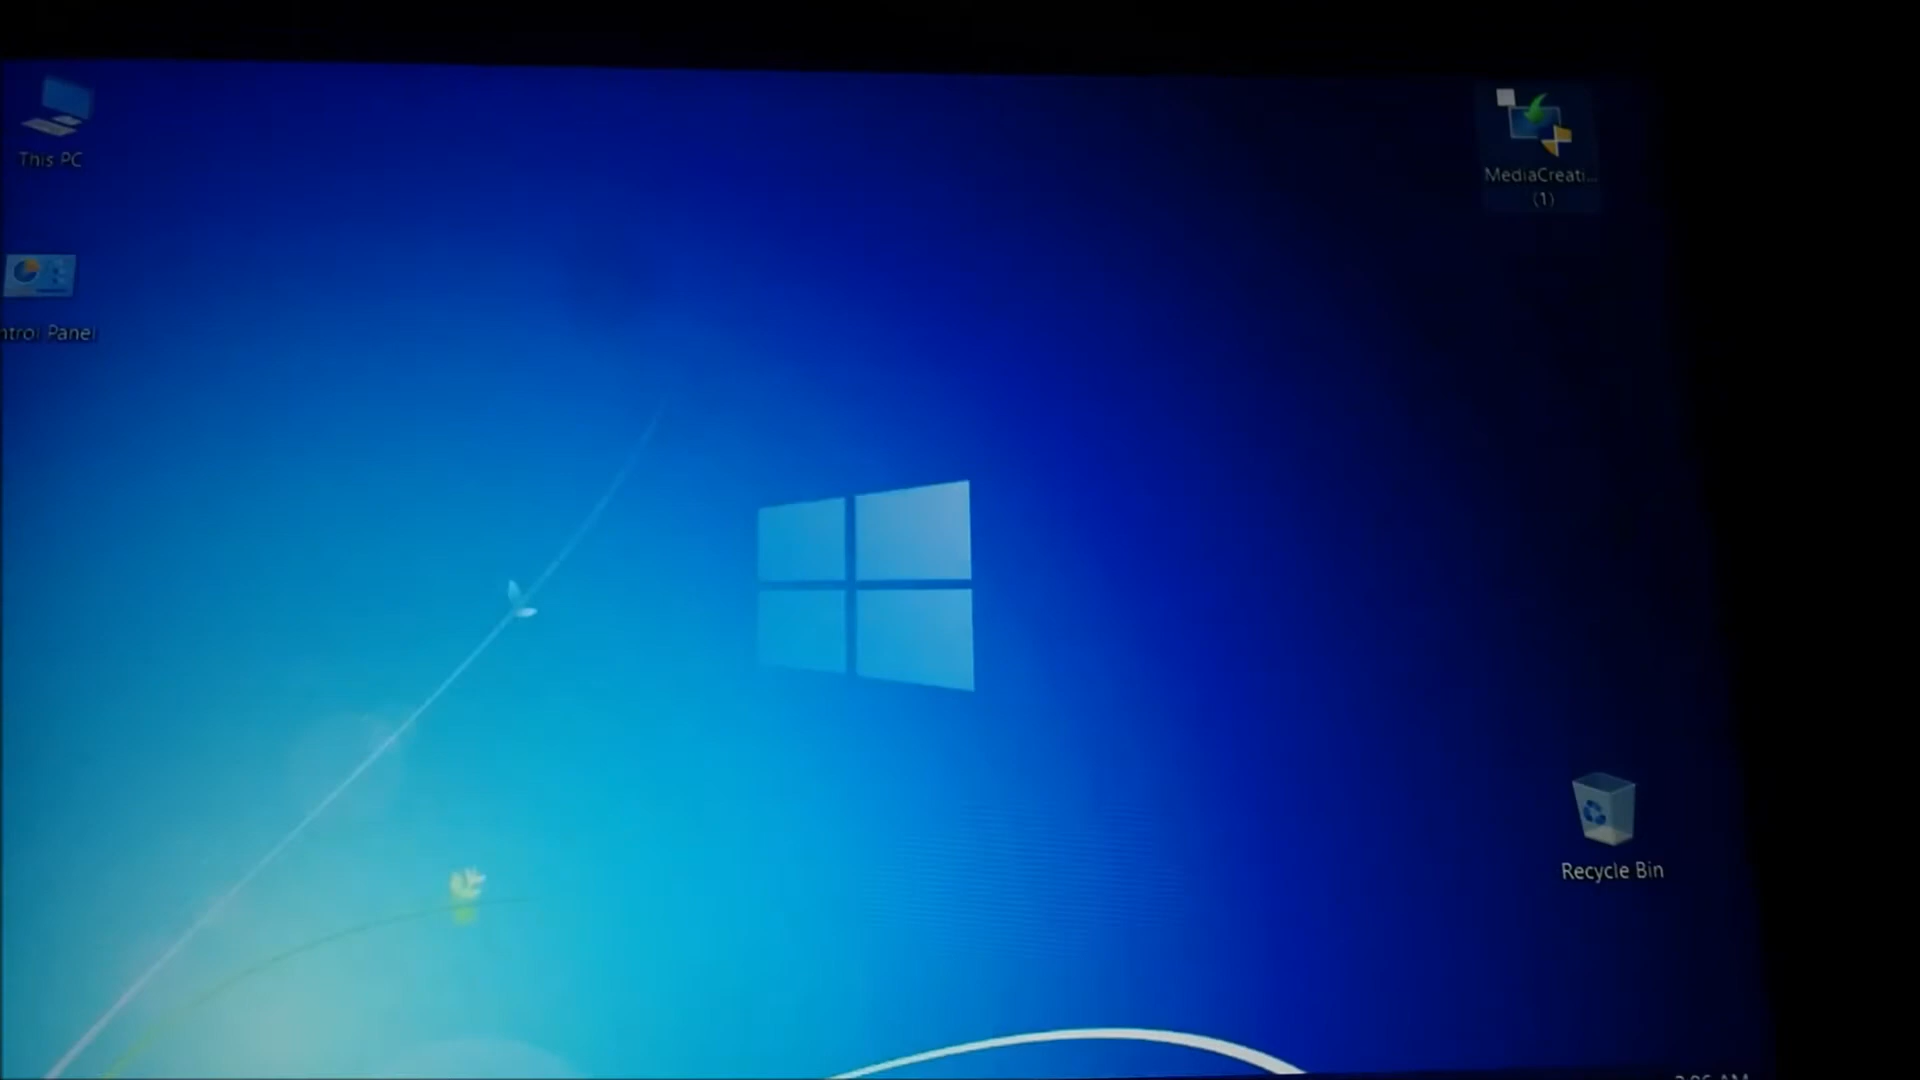 This PC
MediaCreati...
(1)
ntrol Panel
Recycle Bin